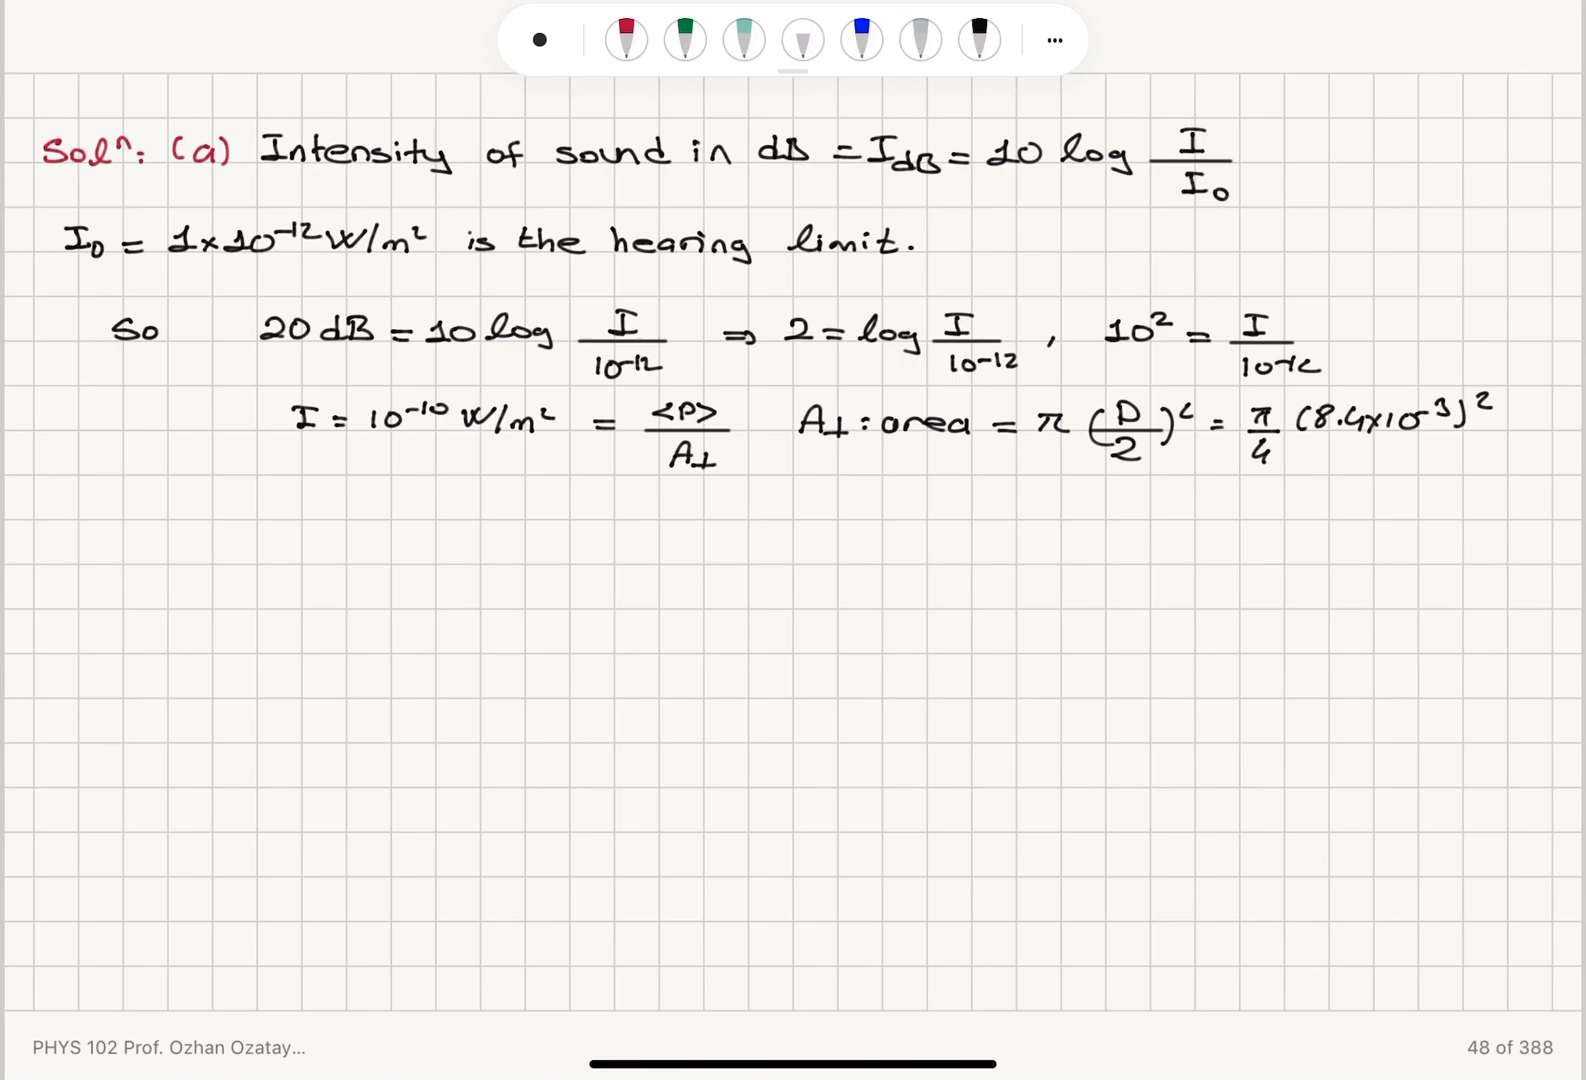 Solⁿ: (a) Intensity of sound in dB = I_dB = 10 log I/I₀
I₀ = 1×10⁻¹² W/m² is the hearing limit.
So 20 dB = 10 log I/10⁻¹² ⇒ 2 = log I/10⁻¹² , 10² = I/10⁻¹²
I = 10⁻¹⁰ W/m² = <P>/A⊥ A⊥ : area = π (D/2)² = π/4 (8.4×10⁻³)²
PHYS 102 Prof. Ozhan Ozatay...
48 of 388